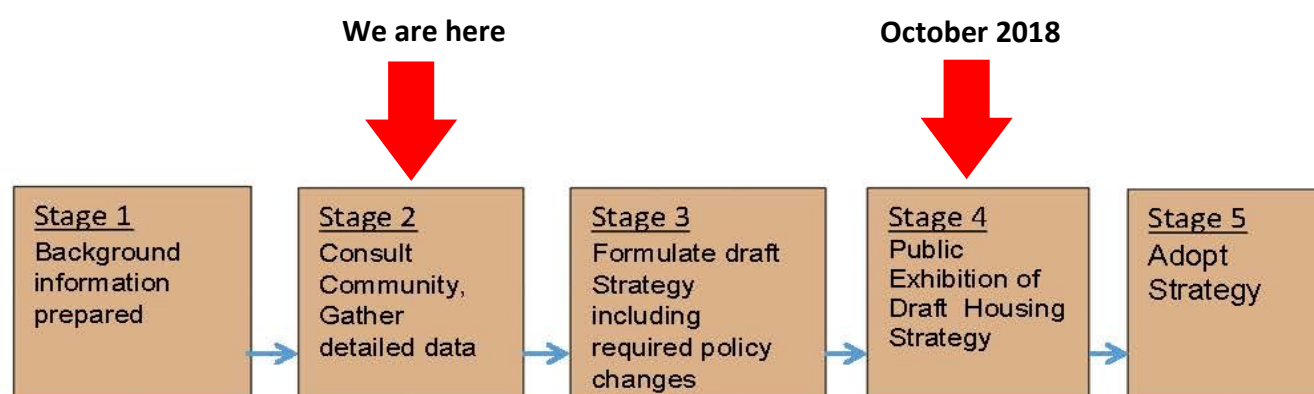 We are here
October 2018
Stage 1
Background
information
prepared
Stage 2
Consult
Community,
Gather
detailed data
Stage 3
Formulate draft
Strategy
including
required policy
changes
Stage 4
Public
Exhibition of
Draft Housing
Strategy
Stage 5
Adopt
Strategy